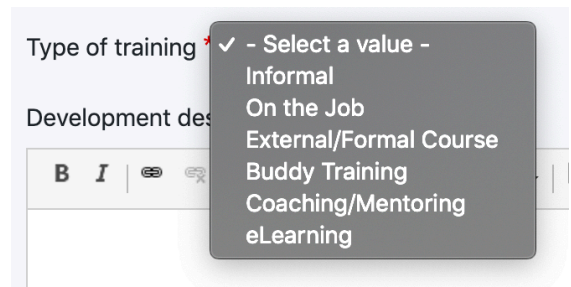 Type of training * ✓ - Select a value -
Informal
On the Job
External/Formal Course
Development des
Buddy Training
B I
Coaching/Mentoring
eLearning